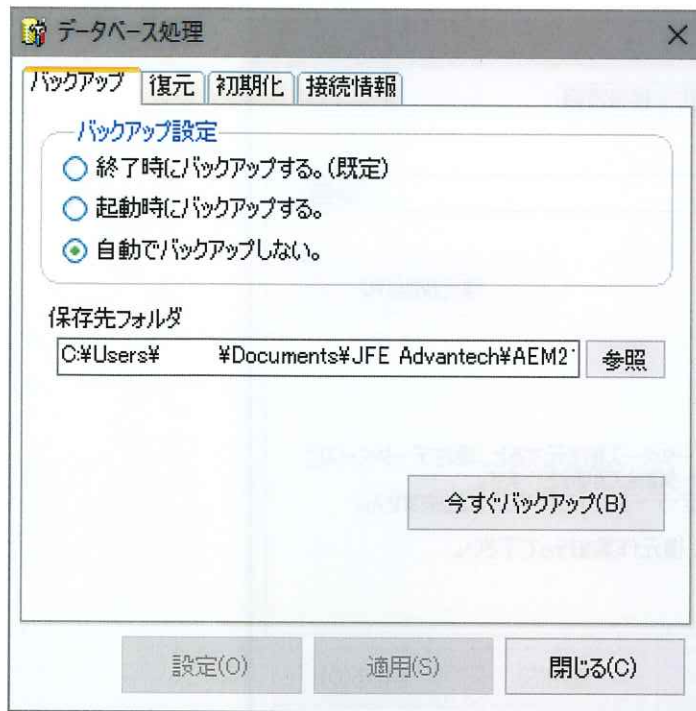 データベース処理
バックアップ 復元 初期化 接続情報
バックアップ設定
終了時にバックアップする。(既定)
起動時にバックアップする。
自動でバックアップしない。
保存先フォルダ
C:¥Users¥ ¥Documents¥JFE Advantech¥AEM2 参照
今すぐバックアップ(B)
設定(O) 適用(S) 閉じる(C)